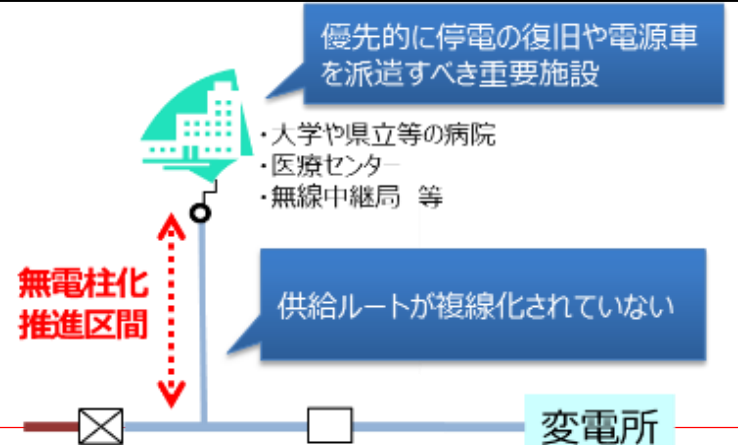 優先的に停電の復旧や電源車
を派遣すべき重要施設
・大学や県立等の病院
・医療センター
・無線中継局 等
無電柱化
推進区間
供給ルートが複線化されていない
変電所